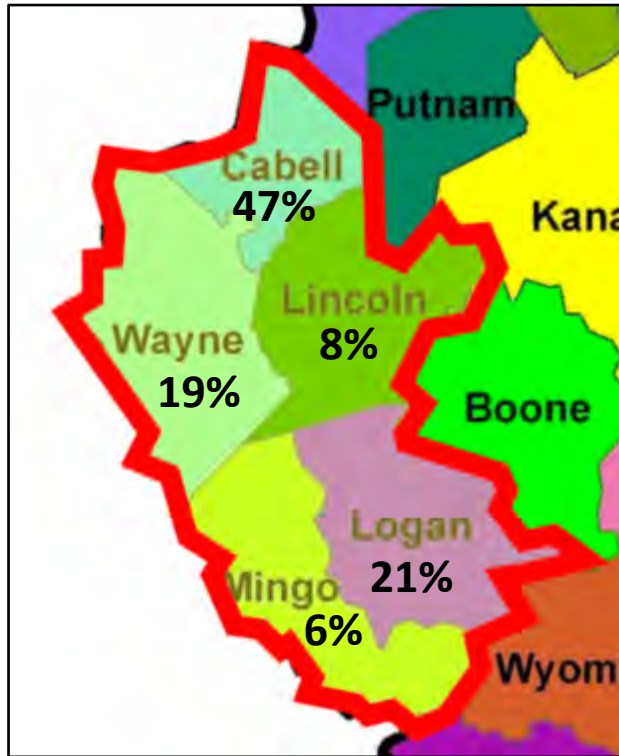 Putnam
Cabell
47%
Kana
Lincoln
8%
Wayne
19%
Boone
Logan
21%
Mingo
6%
Wyom